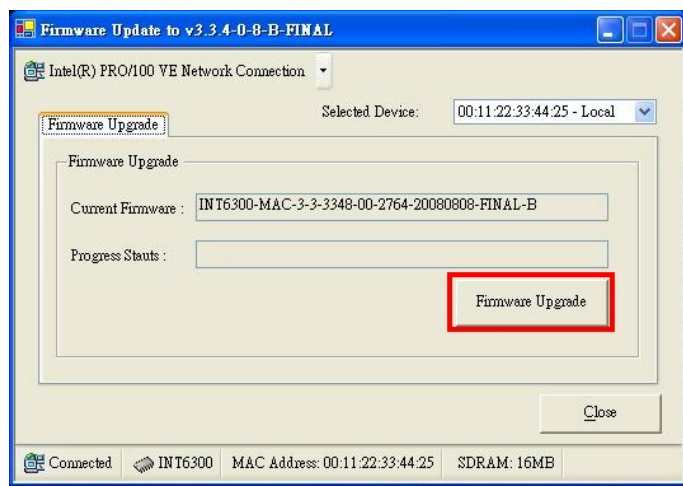 Firmware Update to v3.3.4-0-8-B-FINAL
Intel(R) PRO/100 VE Network Connection
Selected Device: 00:11:22:33:44:25 - Local
Firmware Upgrade
Firmware Upgrade
Current Firmware : INT6300-MAC-3-3-3348-00-2764-20080808-FINAL-B
Progress Stauts :
Firmware Upgrade
Close
Connected INT6300 MAC Address: 00:11:22:33:44:25 SDRAM: 16MB